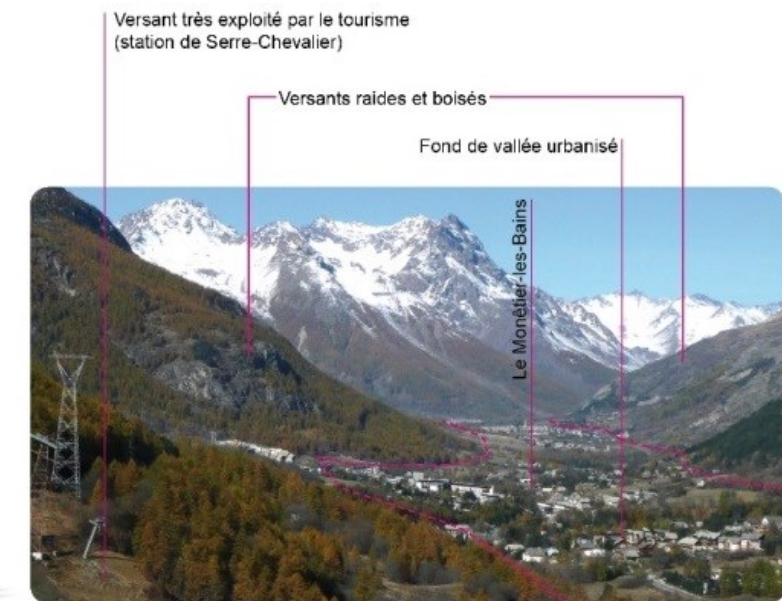 Versant très exploité par le tourisme
(station de Serre-Chevalier)
Versants raides et boisés
Fond de vallée urbanisé
Le Monêtier-les-Bains